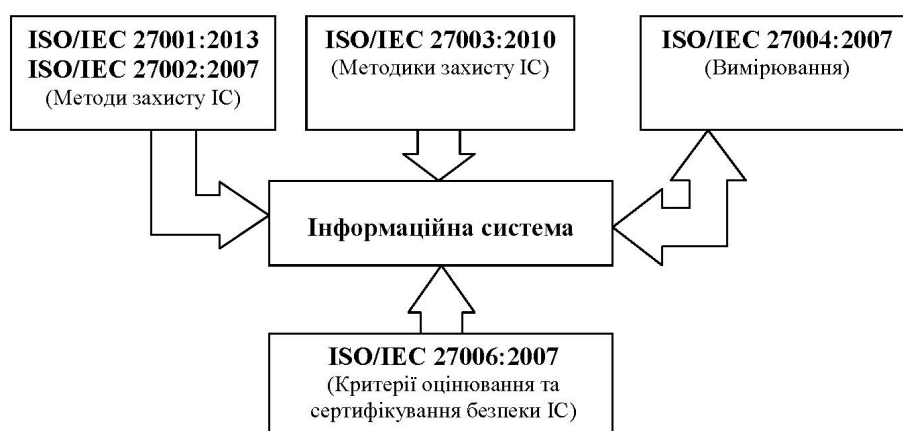 ISO/IEC 27001:2013
ISO/IEC 27002:2007
(Методи захисту ІС)
ISO/IEC 27003:2010
(Методики захисту ІС)
ISO/IEC 27004:2007
(Вимірювання)
Інформаційна система
ISO/IEC 27006:2007
(Критерії оцінювання та
сертифікування безпеки ІС)